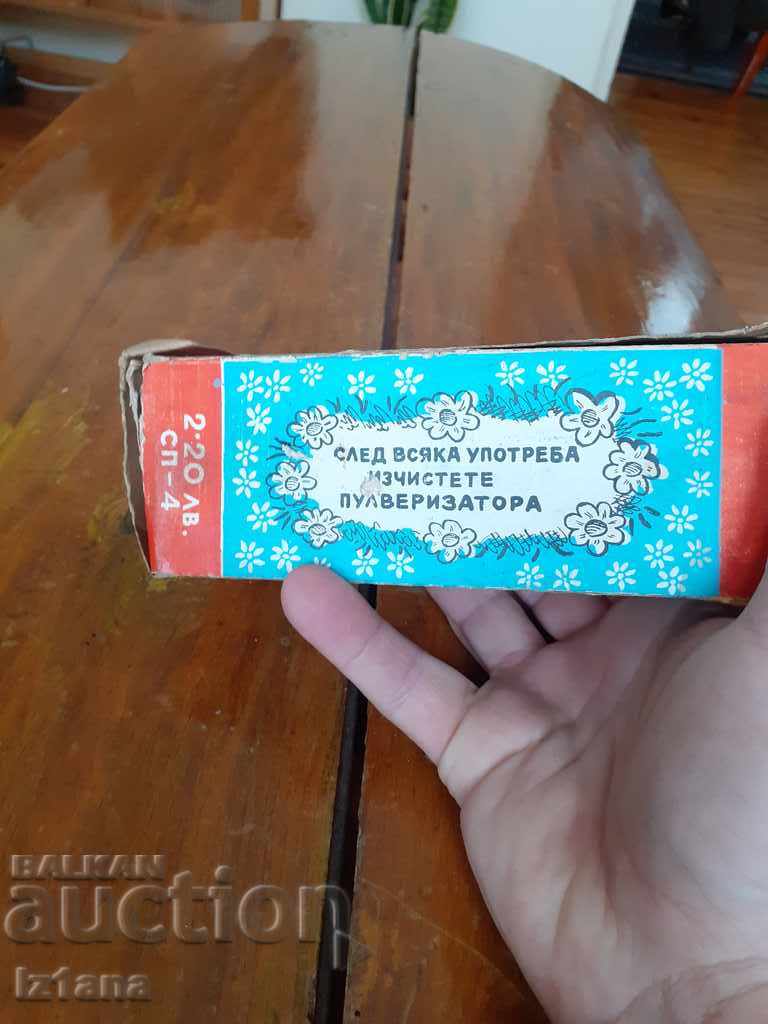 2.20 ЛВ.
СП-4
СЛЕД ВСЯКА УПОТРЕБА
ИЗЧИСТЕТЕ
ПУЛВЕРИЗАТОРА
BALKAN
auction
Iz1ana